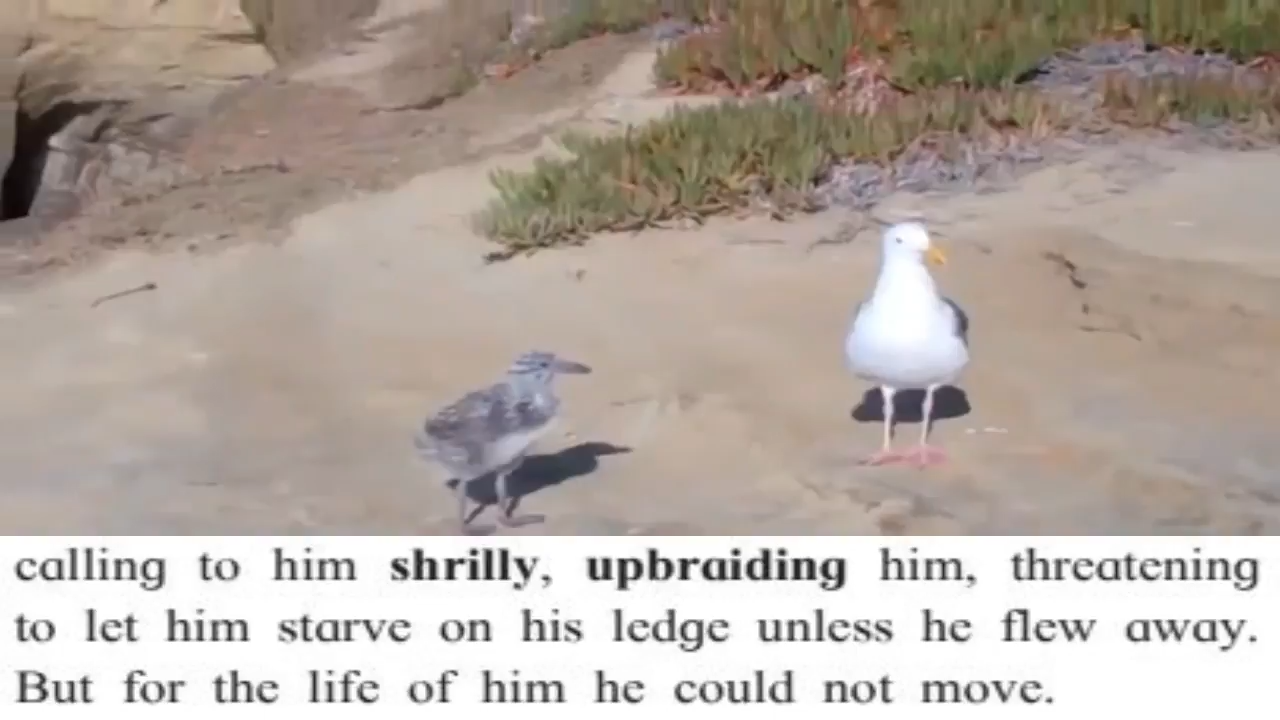 calling to him shrilly, upbraiding him, threatening
to let him starve on his ledge unless he flew away.
But for the life of him he could not move.